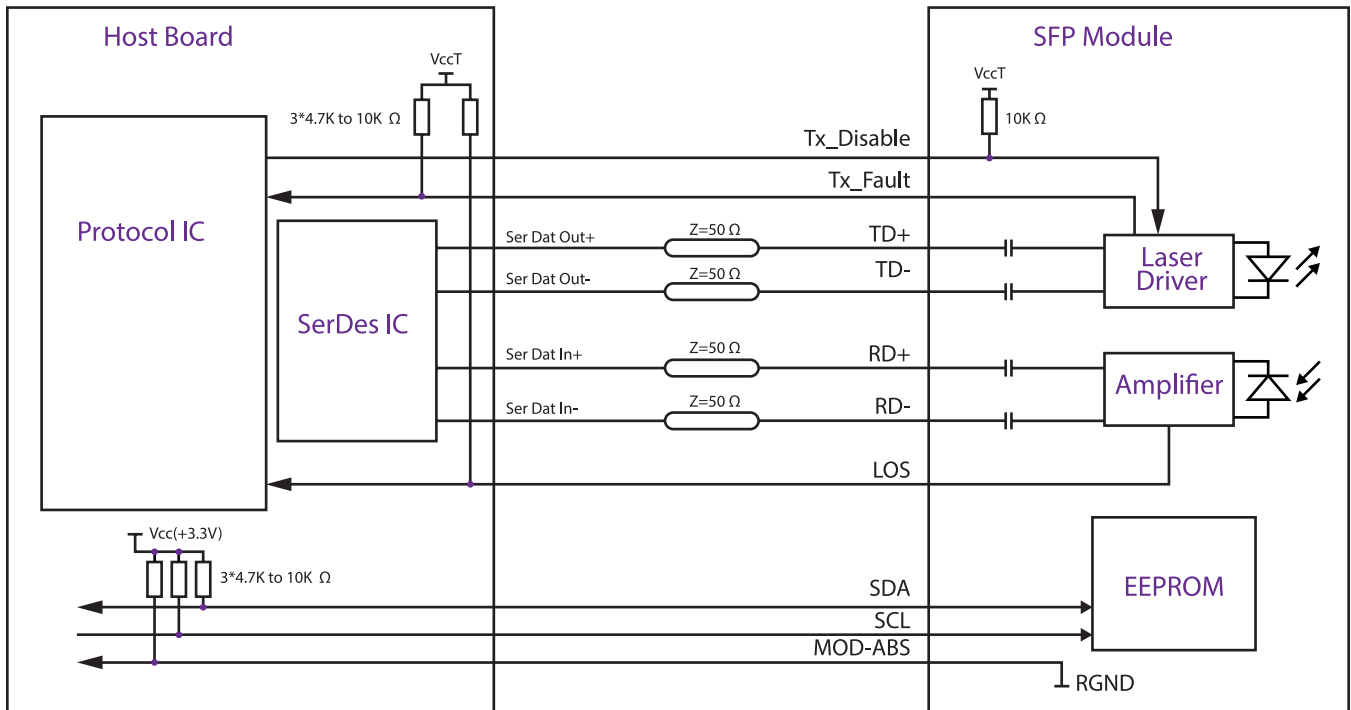 Host Board
SFP Module
VccT
VccT
3*4.7K to 10K Ω
10K Ω
Tx_Disable
Tx_Fault
Protocol IC
Ser Dat Out+
Z=50 Ω
TD+
Ser Dat Out-
Z=50 Ω
TD-
Laser
Driver
SerDes IC
Ser Dat In+
Z=50 Ω
RD+
Ser Dat In-
Z=50 Ω
RD-
Amplifier
LOS
Vcc(+3.3V)
3*4.7K to 10K Ω
SDA
SCL
MOD-ABS
EEPROM
RGND